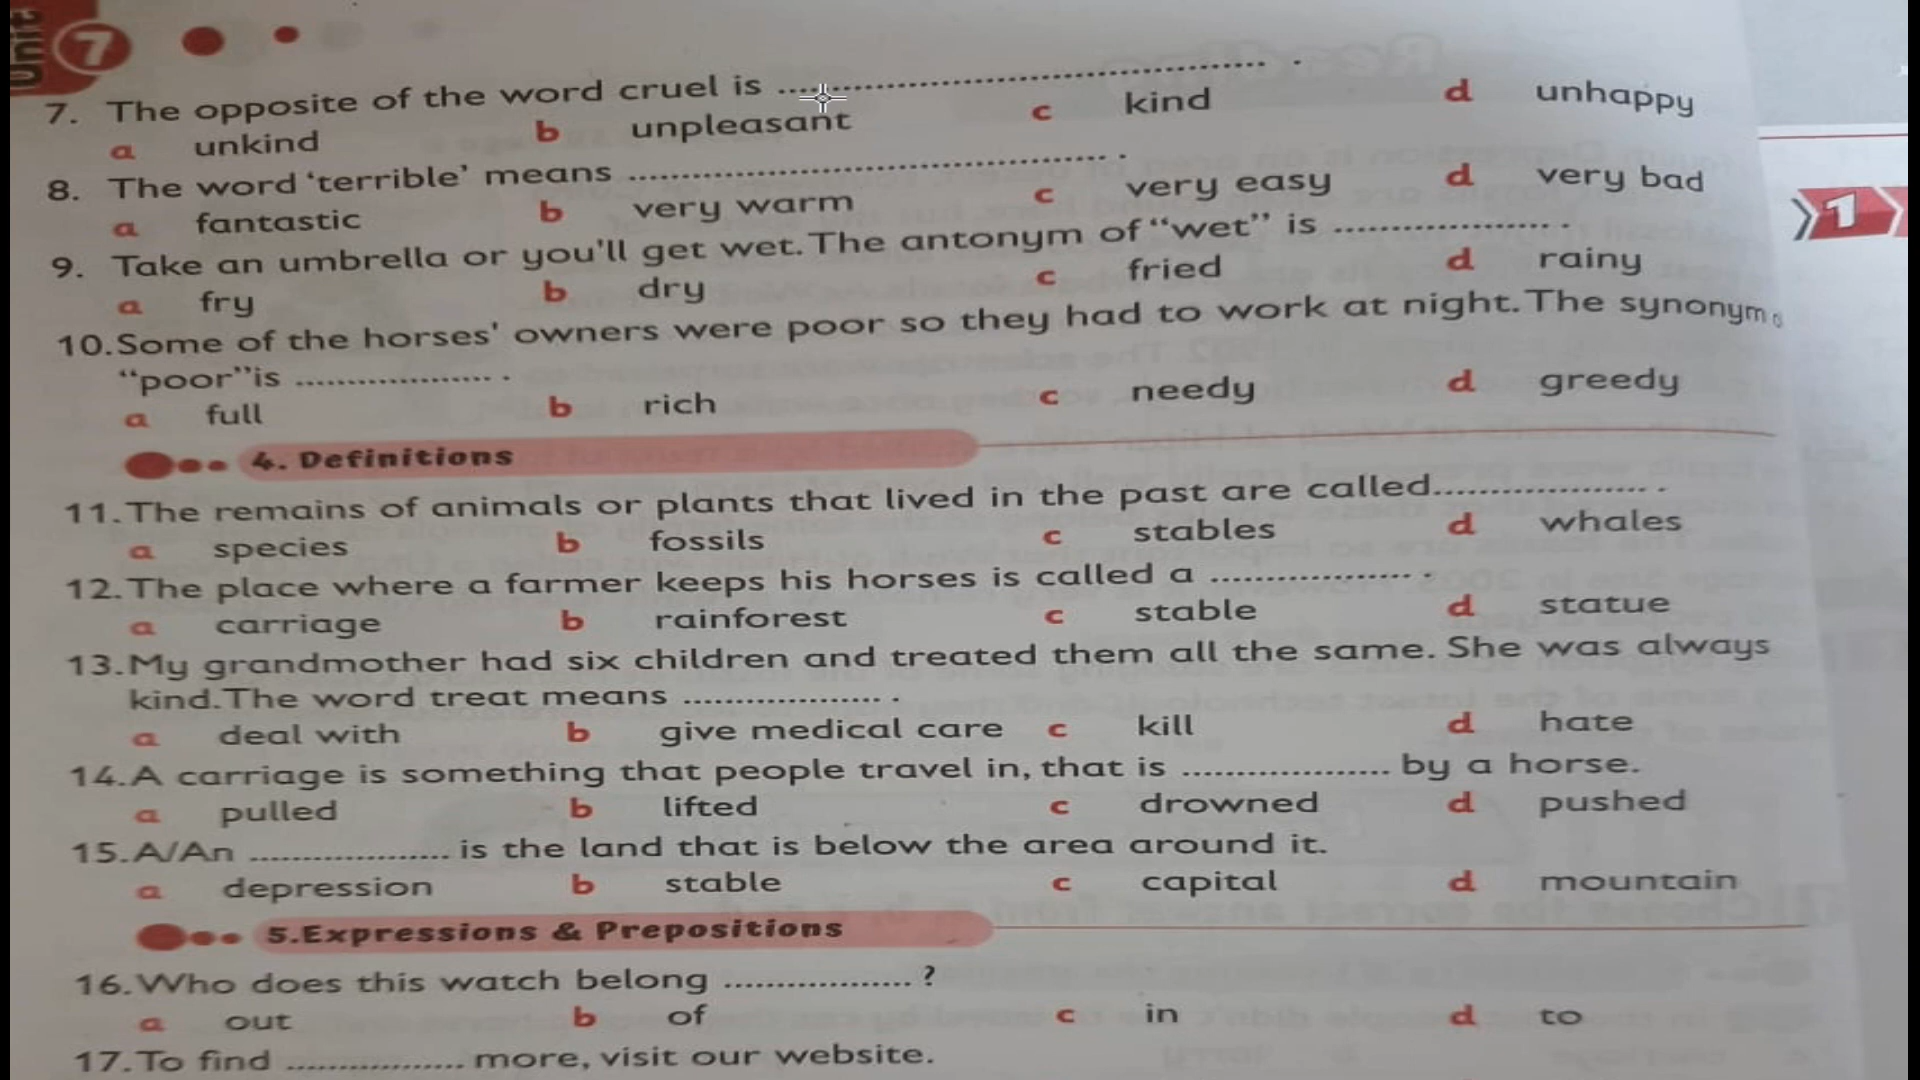 Unit 7
7. The opposite of the word cruel is ........................ .
a unkind b unpleasant c kind d unhappy
8. The word ‘terrible’ means ........................ .
a fantastic b very warm c very easy d very bad
9. Take an umbrella or you'll get wet. The antonym of “wet” is ........................ .
a fry b dry c fried d rainy
10. Some of the horses' owners were poor so they had to work at night. The synonym
“poor” is .................... .
a full b rich c needy d greedy
4. Definitions
11. The remains of animals or plants that lived in the past are called.................... .
a species b fossils c stables d whales
12. The place where a farmer keeps his horses is called a .................... .
a carriage b rainforest c stable d statue
13. My grandmother had six children and treated them all the same. She was always
kind. The word treat means .................... .
a deal with b give medical care c kill d hate
14. A carriage is something that people travel in, that is .................... by a horse.
a pulled b lifted c drowned d pushed
15. A/An .................... is the land that is below the area around it.
a depression b stable c capital d mountain
5. Expressions & Prepositions
16. Who does this watch belong .................... ?
a out b of c in d to
17. To find .................. more, visit our website.
1